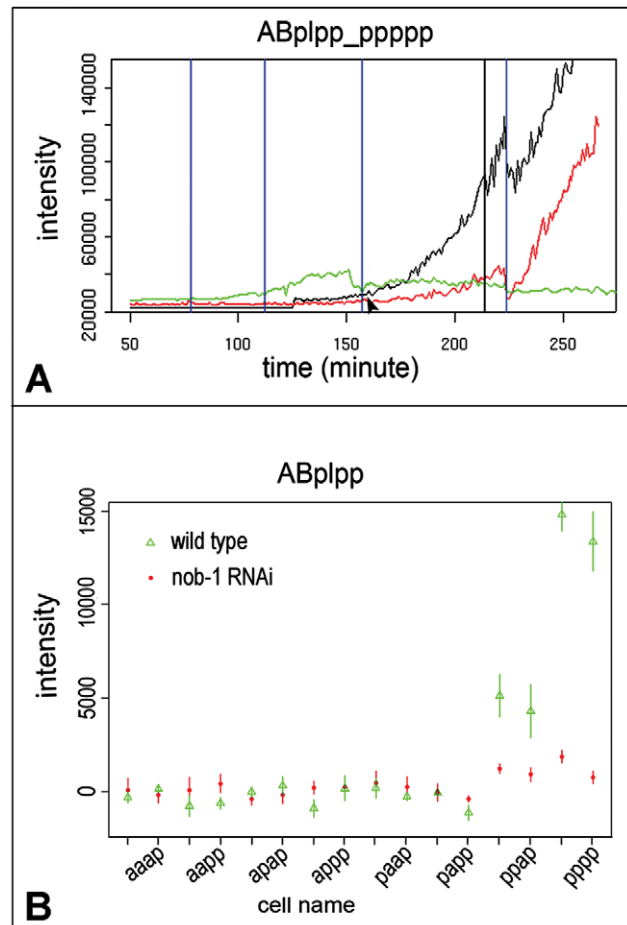 ABplpp_ppppp
intensity
20000 60000 100000 140000
50 100 150 200 250
time (minute)
A
ABplpp
wild type
nob-1 RNAi
intensity
0 5000 10000 15000
aaap aapp apap appp paap papp ppap pppp
cell name
B